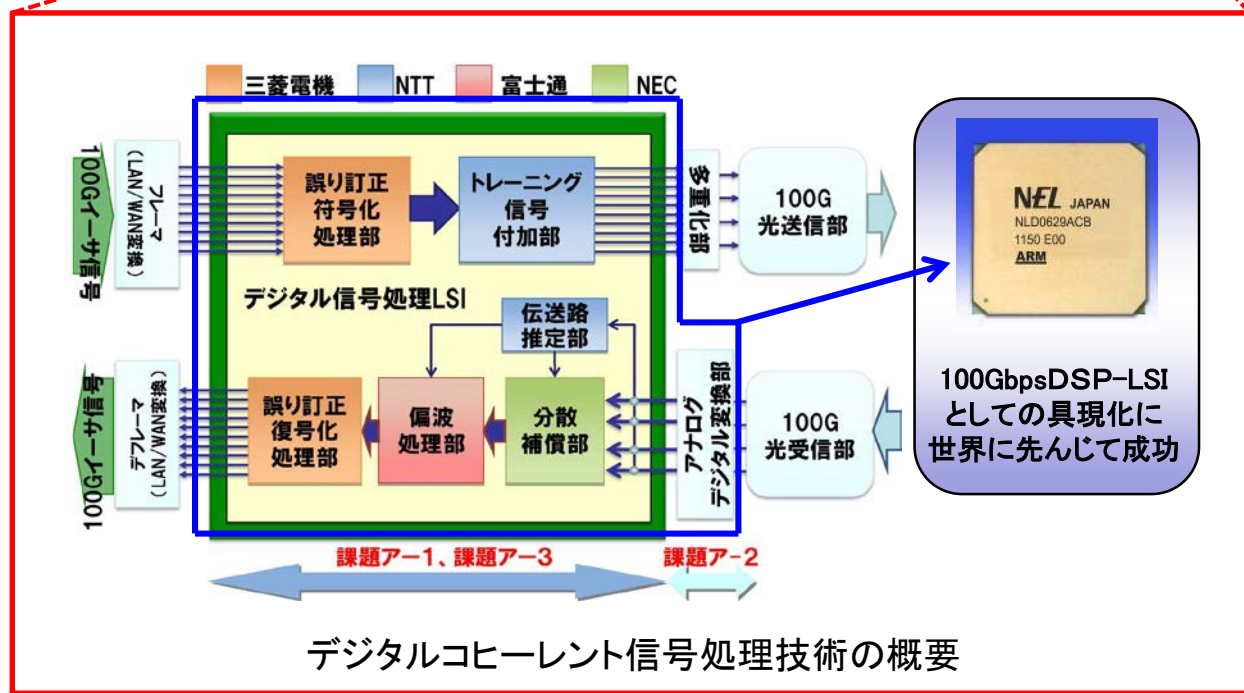 三菱電機
NTT
富士通
NEC
100Gイーサ信号
フレーマ
(LAN/WAN変換)
誤り訂正
符号化
処理部
トレーニング
信号
付加部
多重化部
100G
光送信部
デジタル信号処理LSI
伝送路
推定部
100Gイーサ信号
デフレーマ
(LAN/WAN変換)
誤り訂正
復号化
処理部
偏波
処理部
分散
補償部
アナログ
デジタル変換部
100G
光受信部
課題アー1、課題アー3
課題ア-2
NEL JAPAN
NLD0629ACB
1150 E00
ARM
100GbpsDSP-LSI
としての具現化に
世界に先んじて成功
デジタルコヒーレント信号処理技術の概要